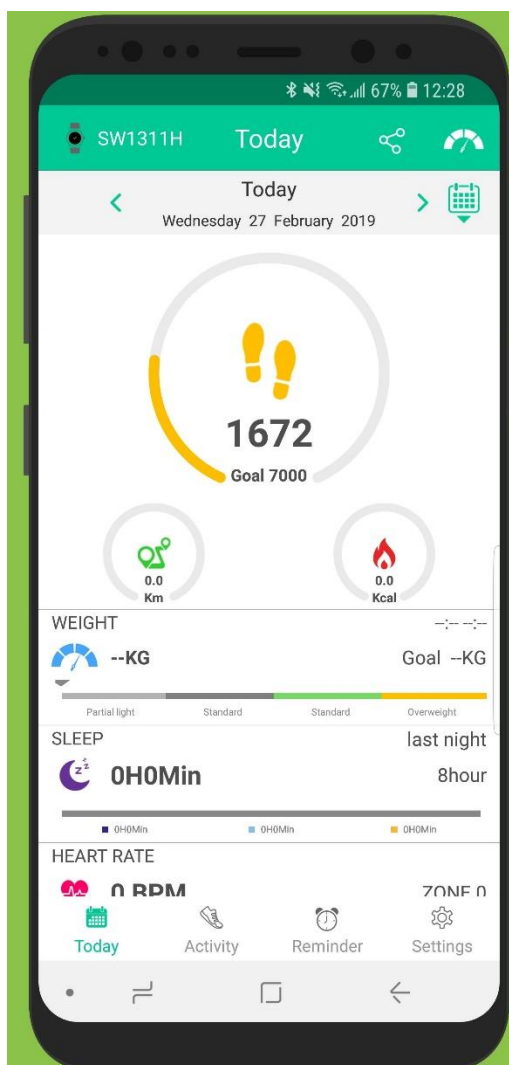 67% 12:28
SW1311H Today
Today
Wednesday 27 February 2019
1672
Goal 7000
0.0 0.0
Km Kcal
WEIGHT --:-- --:--
--KG Goal --KG
Partial light Standard Standard Overweight
SLEEP last night
zz 0H0Min 8hour
0H0Min 0H0Min 0H0Min
HEART RATE
0 BPM ZONE 0
Today Activity Reminder Settings